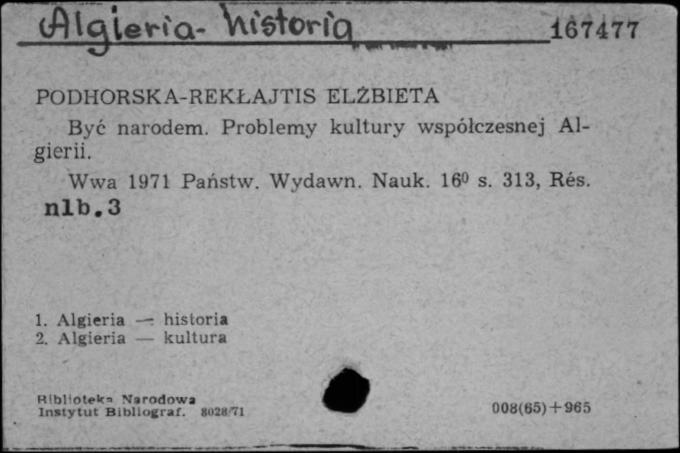 Algieria- historia
167477
PODHORSKA-REKŁAJTIS ELŻBIETA
Być narodem. Problemy kultury współczesnej Al-
gierii.
Wwa 1971 Państw. Wydawn. Nauk. 16⁰ s. 313, Rés.
nlb.3
1. Algieria — historia
2. Algieria — kultura
Biblioteka Narodowa
Instytut Bibliograf. 8028/71
008(65)+965